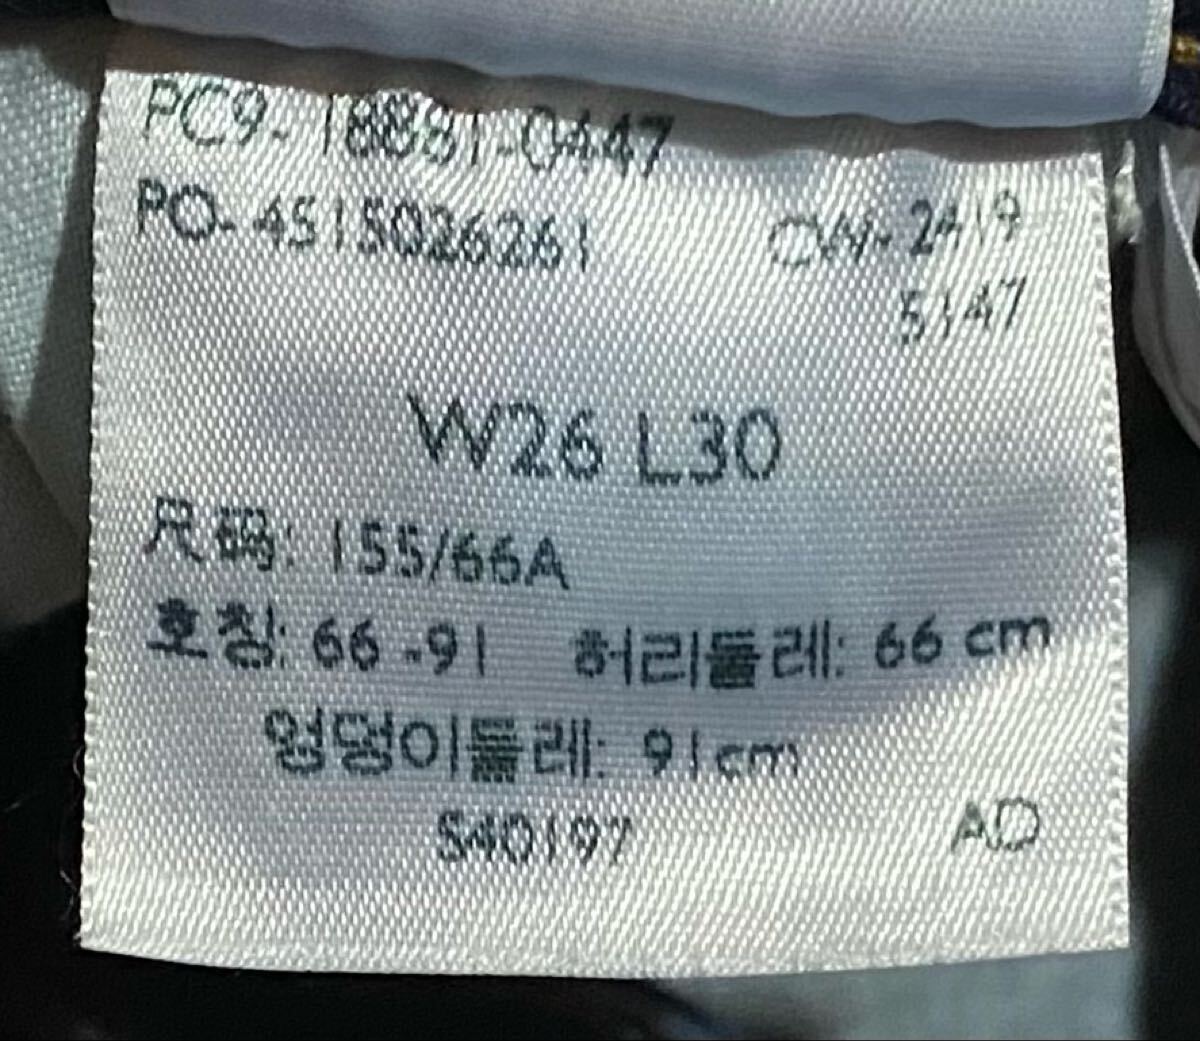 PC9-18881-0447
PO-4515026261 CW-2419
5147
W26 L30
尺码: 155/66A
호칭: 66-91 허리둘레: 66 cm
엉덩이둘레: 91cm
S40197 AD